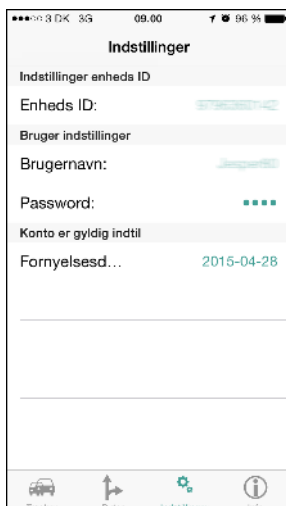 3 DK 3G 09.00 96 %
Indstillinger
Indstillinger enheds ID
Enheds ID:
Bruger indstillinger
Brugernavn:
Password:
Konto er gyldig indtil
Fornyelsesd... 2015-04-28